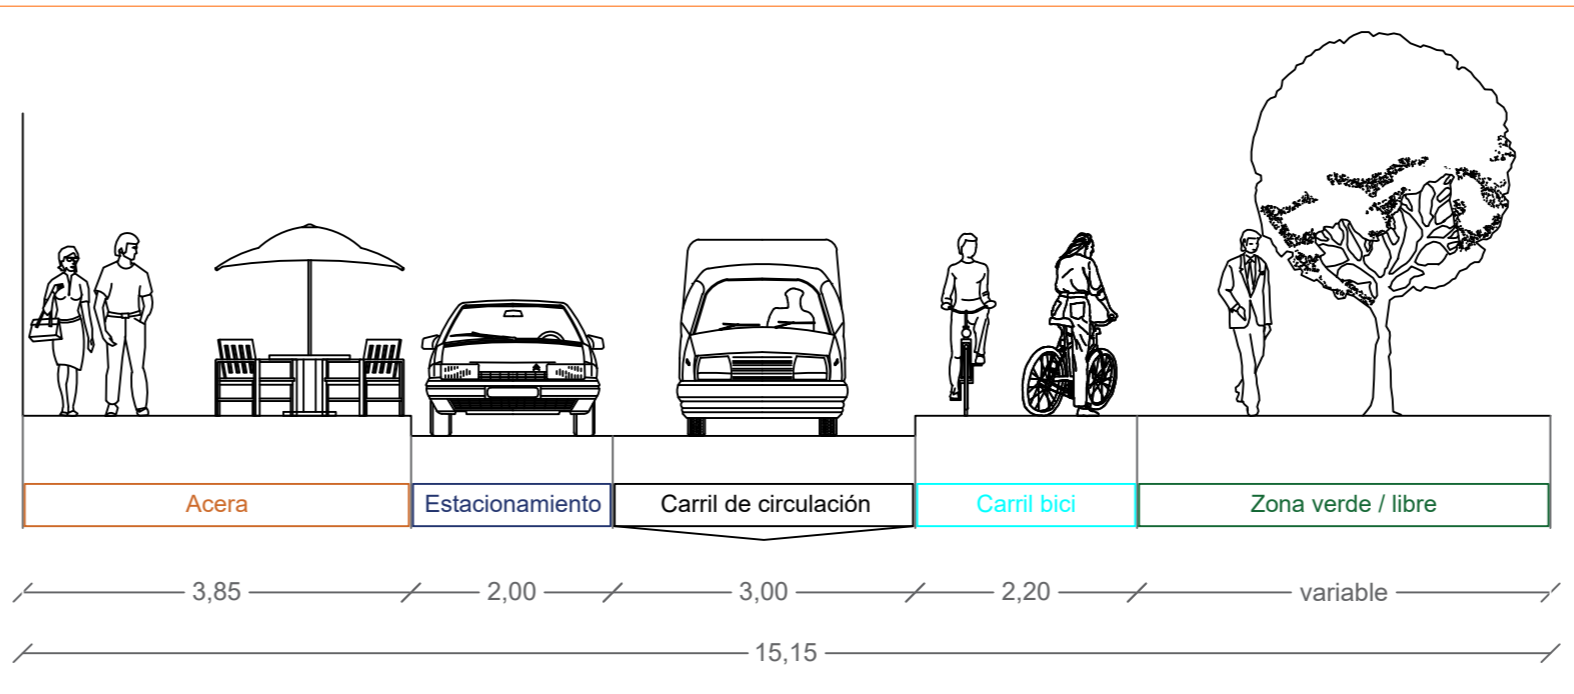 Acera Estacionamiento Carril de circulación Carril bici Zona verde / libre
3,85 2,00 3,00 2,20 variable
15,15